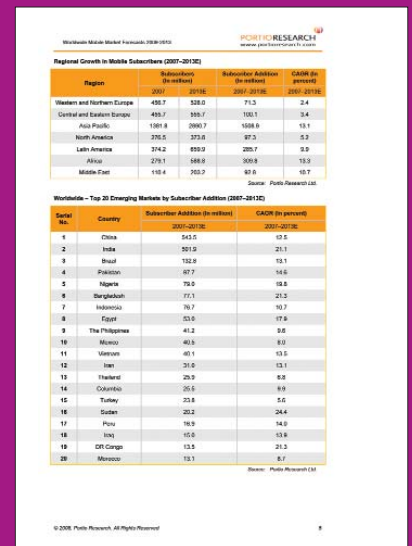 Worldwide Mobile Market Forecasts 2009-2013
PORTIORESEARCH
www.portioresearch.com
Regional Growth in Mobile Subscribers (2007–2013E)
Region Subscribers (In million) Subscriber Addition (In million) CAGR (In percent)
2007 2013E 2007-2013E 2007-2013E
Western and Northern Europe 456.7 528.0 71.3 2.4
Central and Eastern Europe 455.7 555.7 100.1 3.4
Asia Pacific 1381.8 2890.7 1508.9 13.1
North America 276.5 373.8 97.3 5.2
Latin America 374.2 659.9 285.7 9.9
Africa 279.1 588.8 309.8 13.3
Middle East 110.4 203.2 92.8 10.7
Source: Portio Research Ltd.
Worldwide – Top 20 Emerging Markets by Subscriber Addition (2007–2013E)
Serial No. Country Subscriber Addition (In million) CAGR (In percent)
2007–2013E 2007–2013E
1 China 543.5 12.5
2 India 501.9 21.1
3 Brazil 132.8 13.1
4 Pakistan 97.7 14.6
5 Nigeria 79.0 19.8
6 Bangladesh 77.1 21.3
7 Indonesia 76.7 10.7
8 Egypt 53.0 17.9
9 The Philippines 41.2 9.8
10 Mexico 40.5 8.0
11 Vietnam 40.1 13.5
12 Iran 31.0 13.1
13 Thailand 25.9 6.8
14 Columbia 25.5 9.9
15 Turkey 23.8 5.6
16 Sudan 20.2 24.4
17 Peru 16.9 14.0
18 Iraq 15.0 13.9
19 DR Congo 13.5 21.3
20 Morocco 13.1 8.7
Source: Portio Research Ltd
© 2008, Portio Research. All Rights Reserved